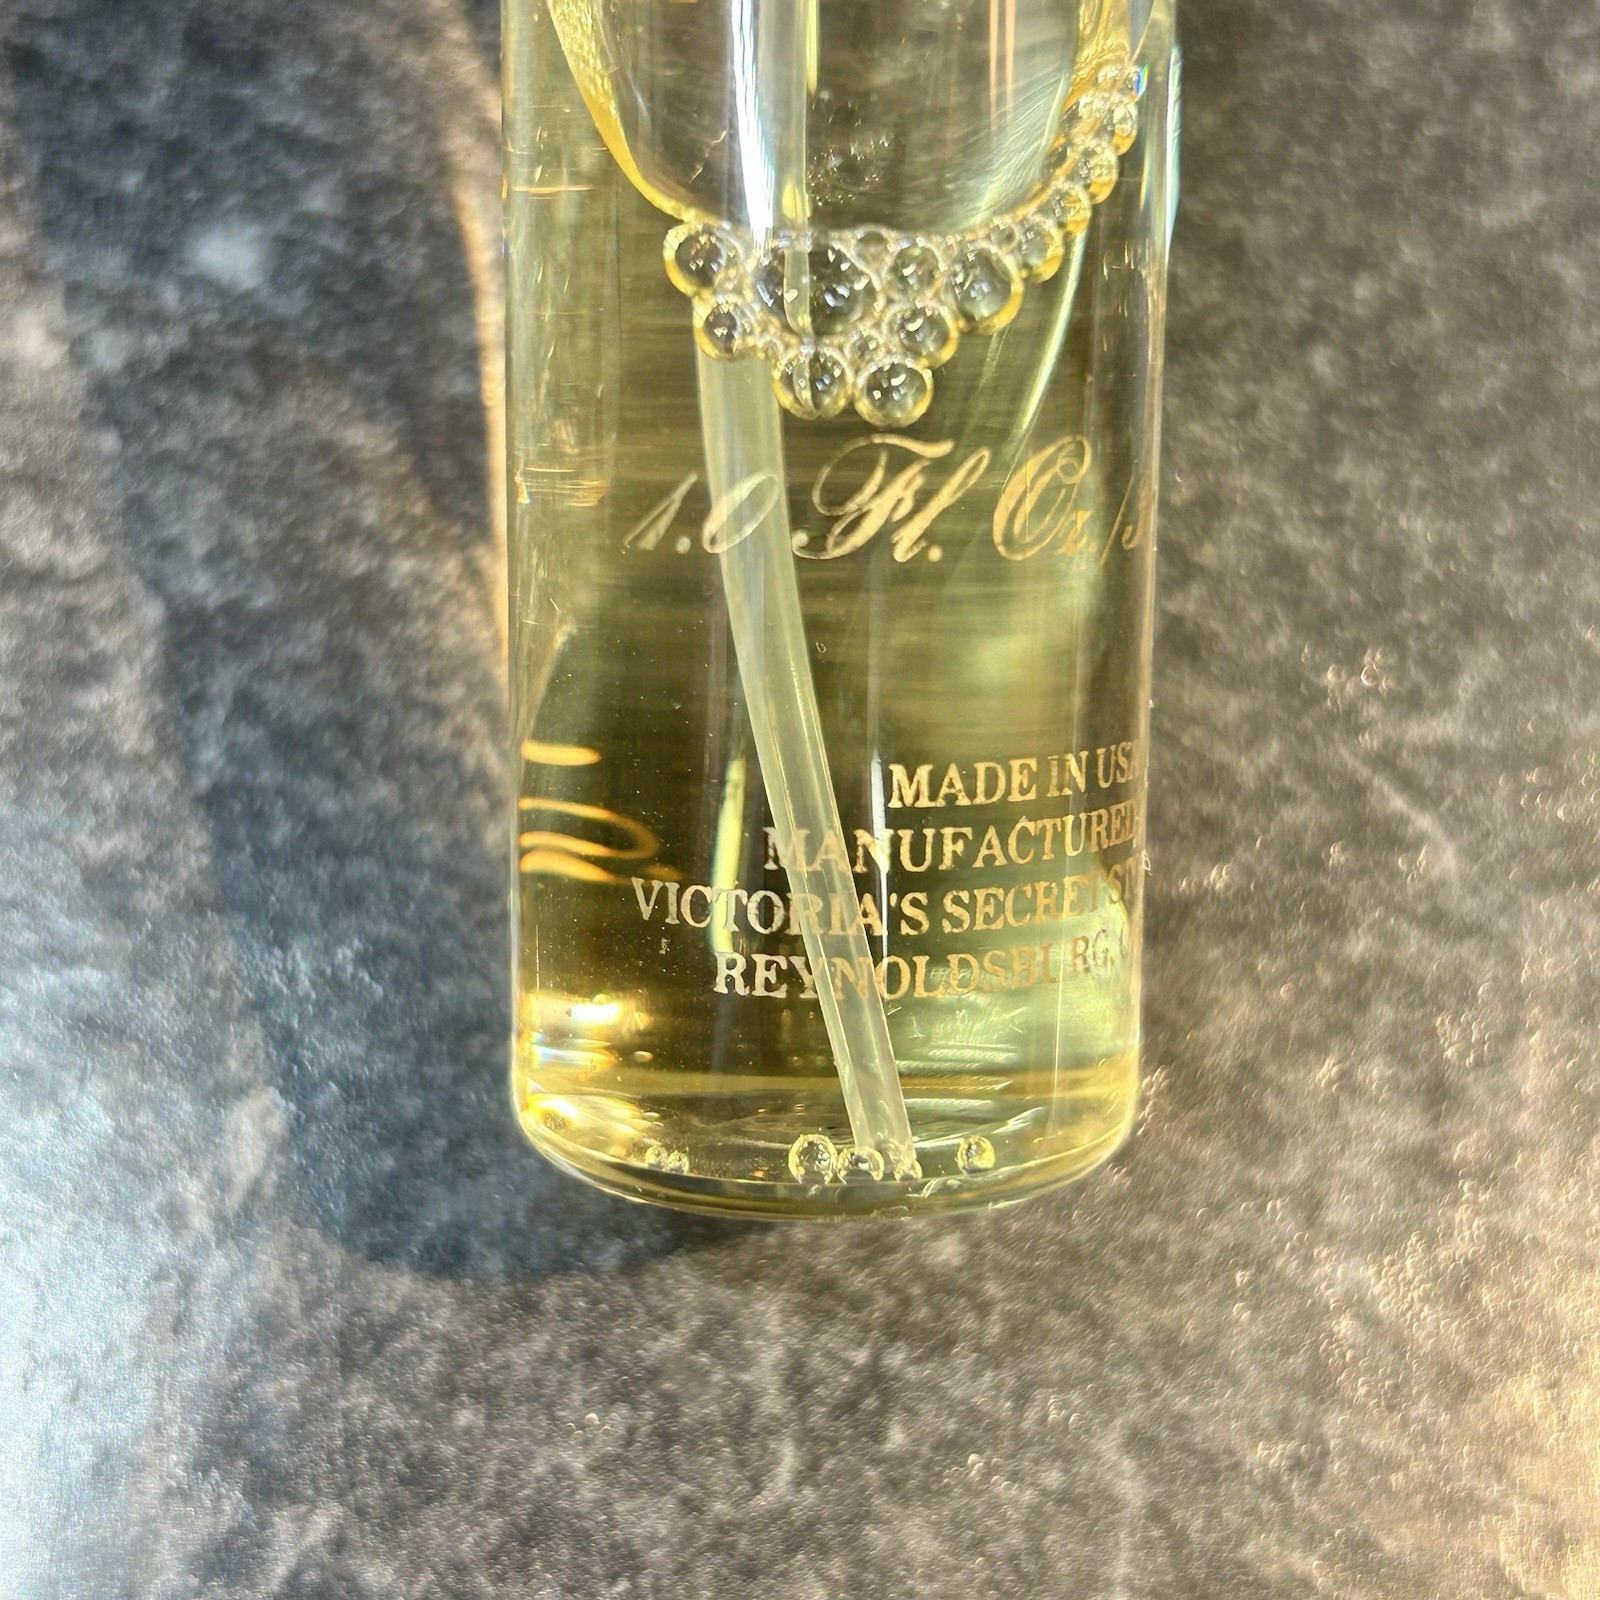 1.0 Fl. Oz./
MADE IN USA
MANUFACTURED
VICTORIA'S SECRET
REYNOLDSBURG,